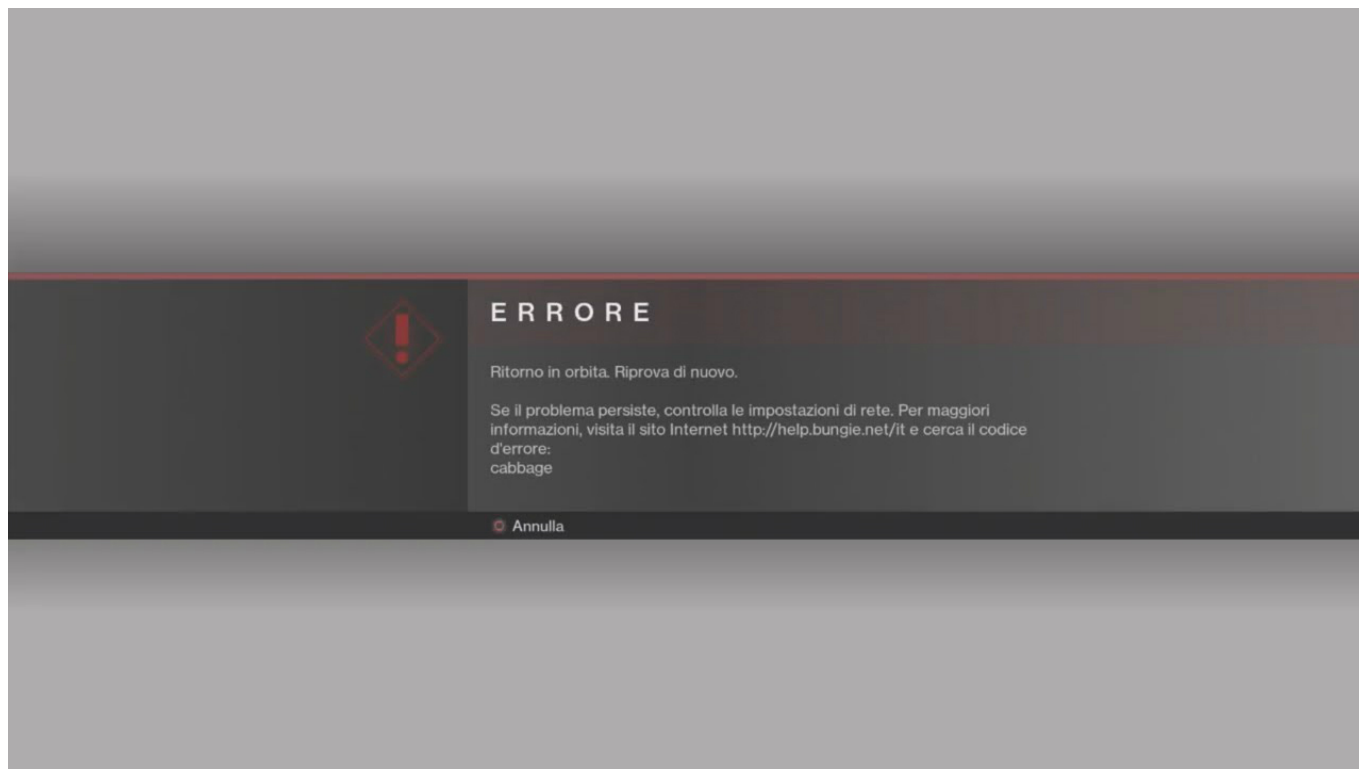 ERRORE
Ritorno in orbita. Riprova di nuovo.
Se il problema persiste, controlla le impostazioni di rete. Per maggiori
informazioni, visita il sito Internet http://help.bungie.net/it e cerca il codice
d'errore:
cabbage
Annulla